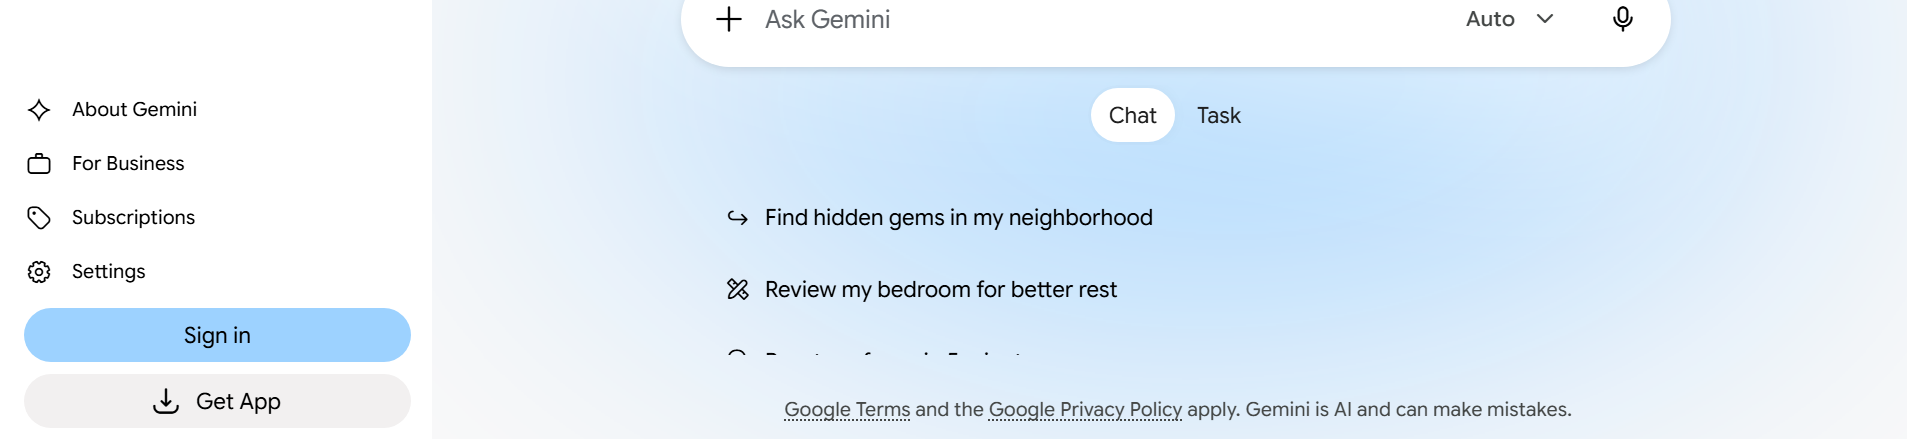 Ask Gemini
Auto
Chat
Task
About Gemini
For Business
Subscriptions
Settings
Sign in
Get App
Find hidden gems in my neighborhood
Review my bedroom for better rest
Google Terms and the Google Privacy Policy apply. Gemini is AI and can make mistakes.